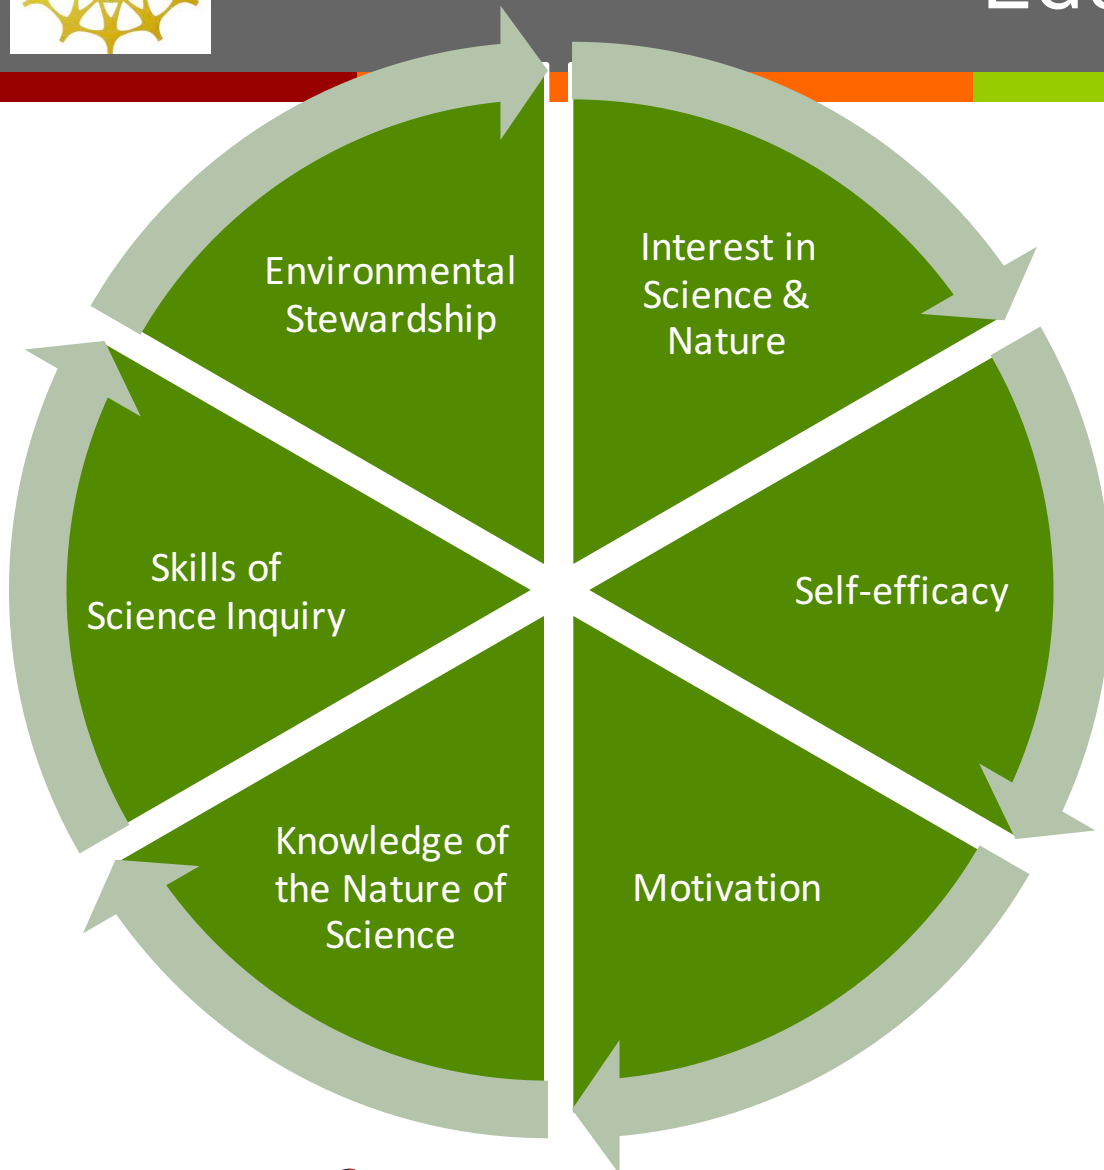 Interest in
Science &
Nature
Self-efficacy
Motivation
Knowledge of
the Nature of
Science
Skills of
Science Inquiry
Environmental
Stewardship